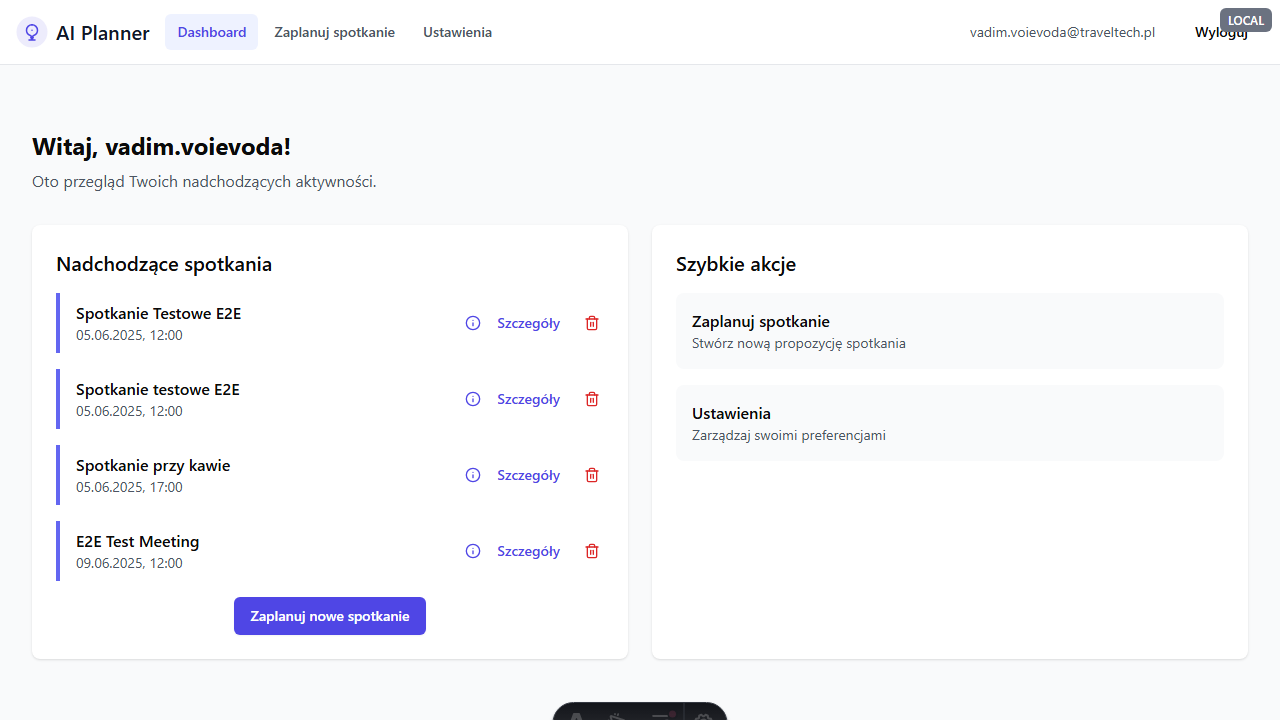 AI Planner
Dashboard
Zaplanuj spotkanie
Ustawienia
vadim.voievoda@traveltech.pl
Wyloguj
LOCAL
Witaj, vadim.voievoda!
Oto przegląd Twoich nadchodzących aktywności.
Nadchodzące spotkania
Spotkanie Testowe E2E
05.06.2025, 12:00
Szczegóły
Spotkanie testowe E2E
05.06.2025, 12:00
Szczegóły
Spotkanie przy kawie
05.06.2025, 17:00
Szczegóły
E2E Test Meeting
09.06.2025, 12:00
Szczegóły
Zaplanuj nowe spotkanie
Szybkie akcje
Zaplanuj spotkanie
Stwórz nową propozycję spotkania
Ustawienia
Zarządzaj swoimi preferencjami